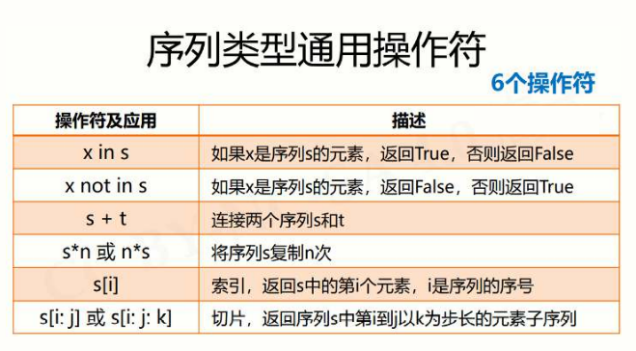 序列类型通用操作符
6个操作符
操作符及应用 描述
x in s 如果x是序列s的元素，返回True，否则返回False
x not in s 如果x是序列s的元素，返回False，否则返回True
s + t 连接两个序列s和t
s*n 或 n*s 将序列s复制n次
s[i] 索引，返回s中的第i个元素，i是序列的序号
s[i: j] 或 s[i: j: k] 切片，返回序列s中第i到j以k为步长的元素子序列